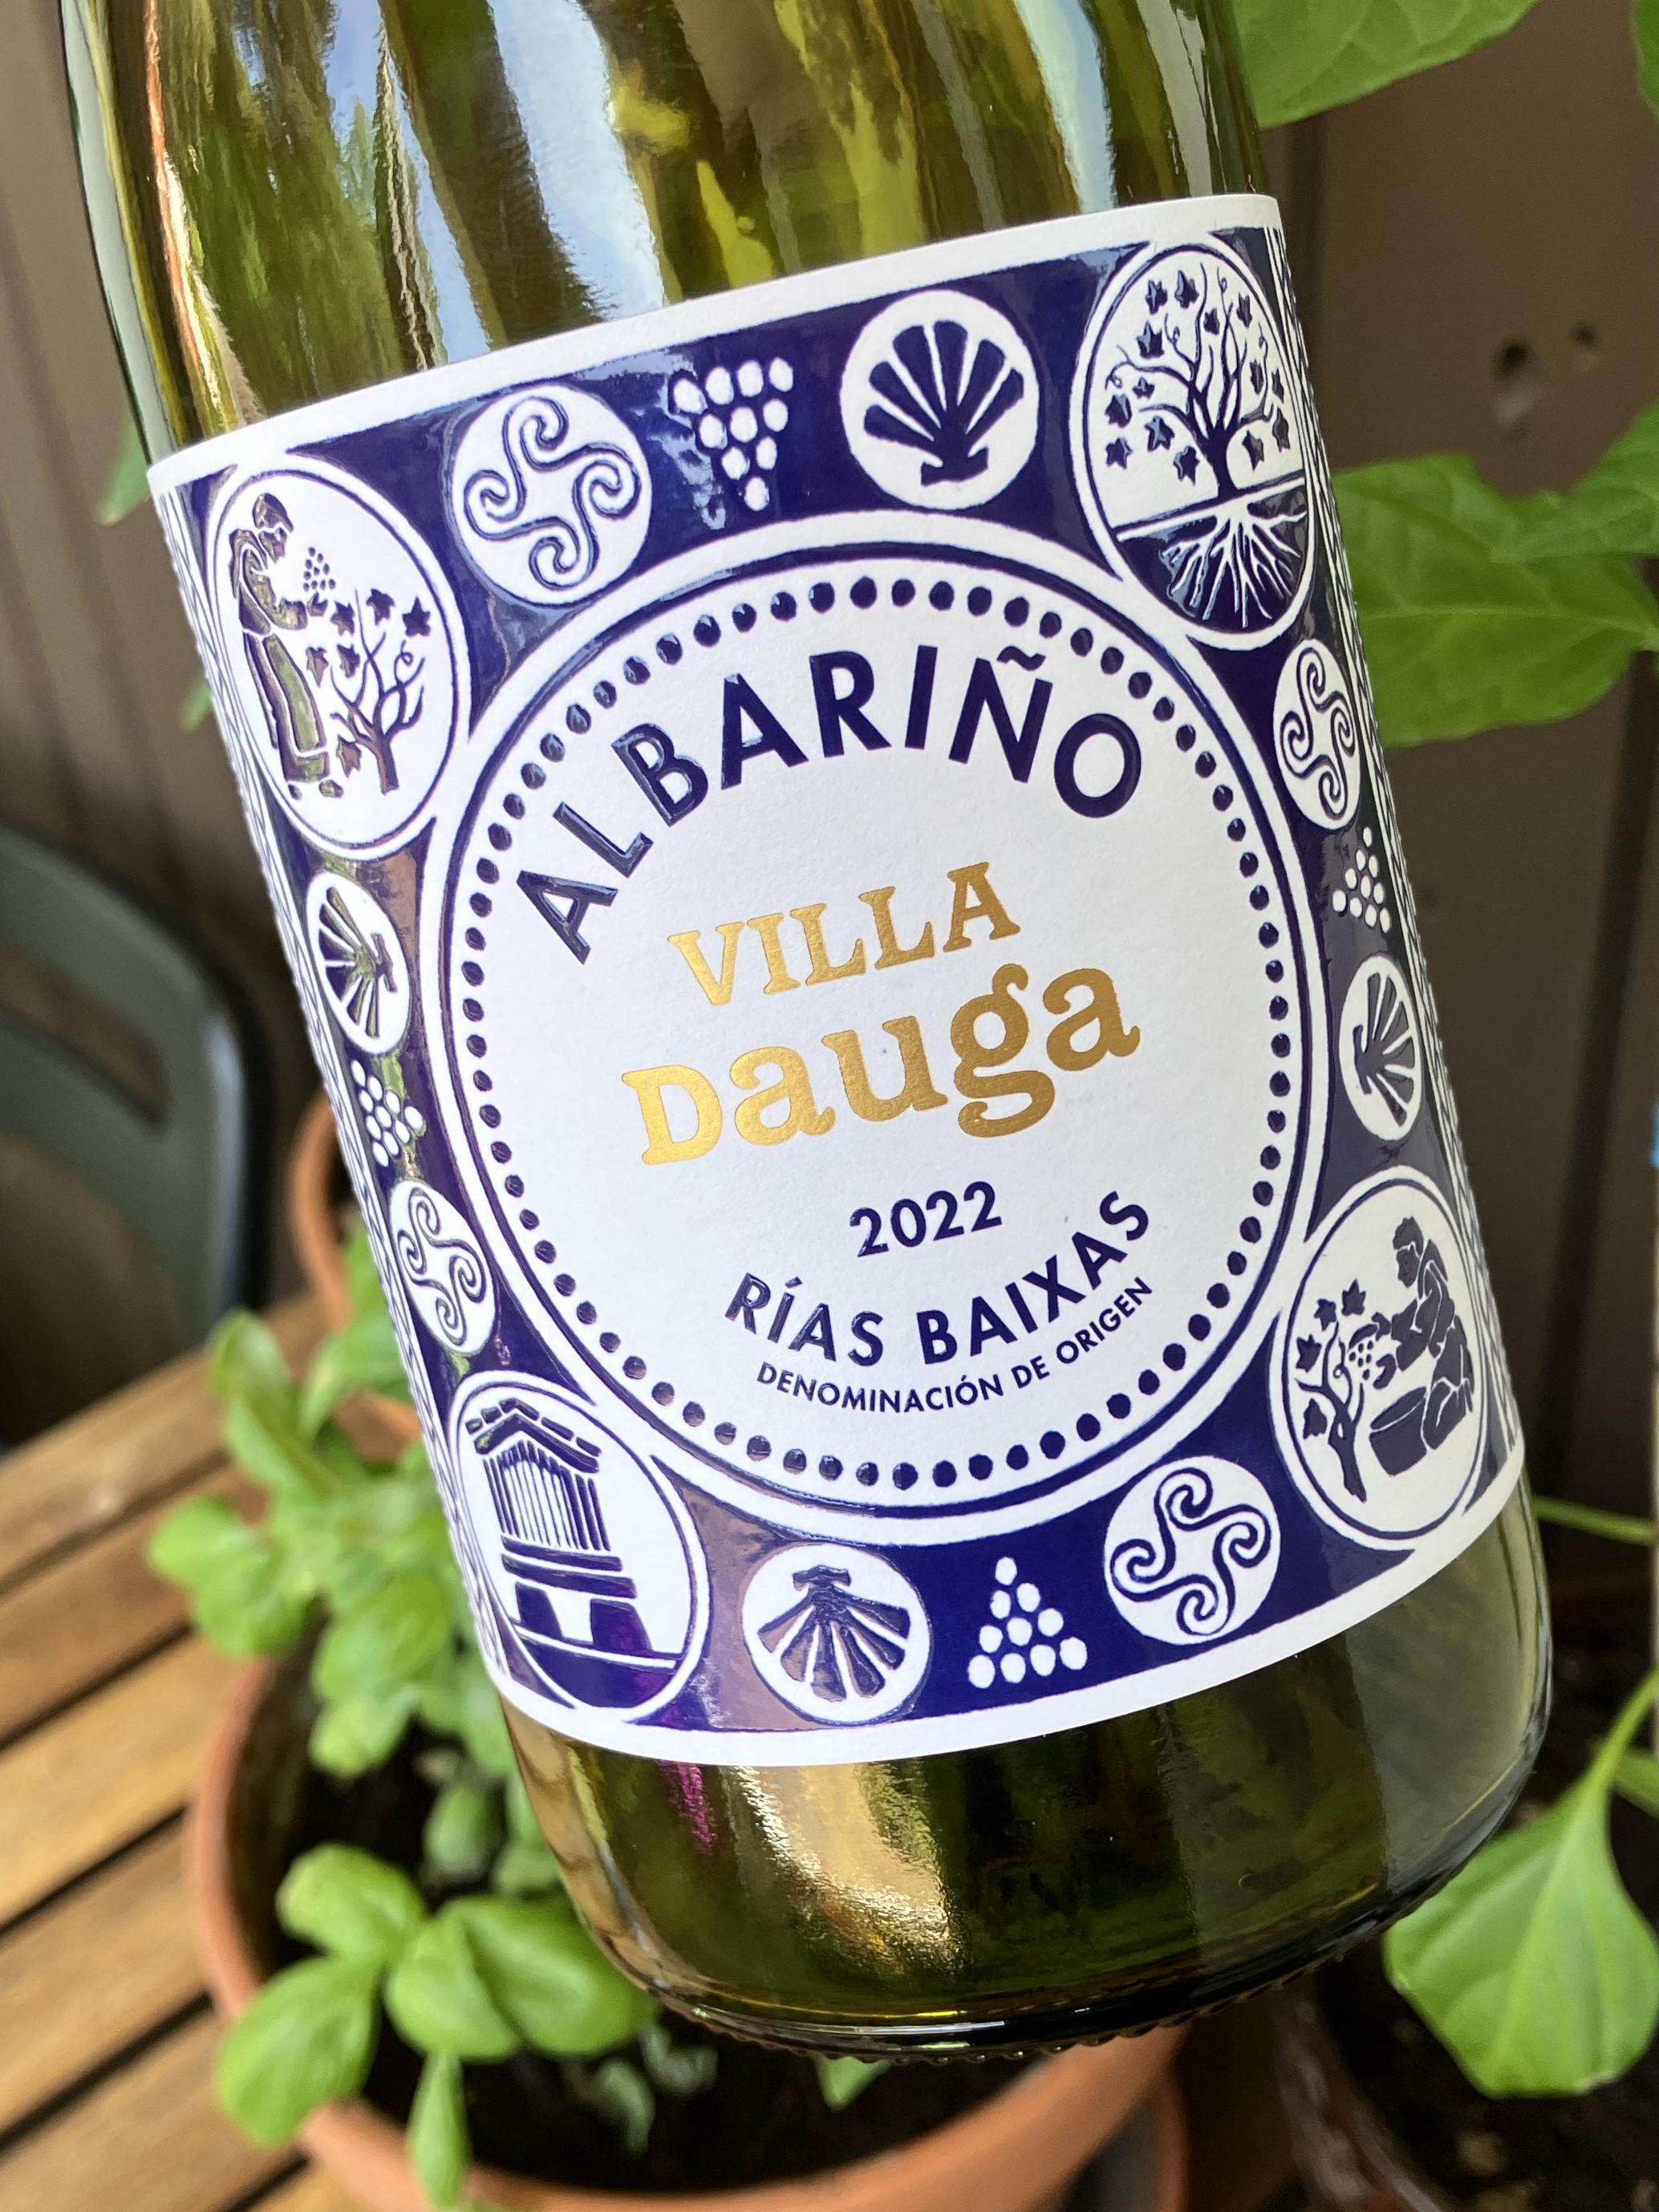 ALBARIÑO
VILLA
Dauga
2022
RÍAS BAIXAS
DENOMINACIÓN DE ORIGEN